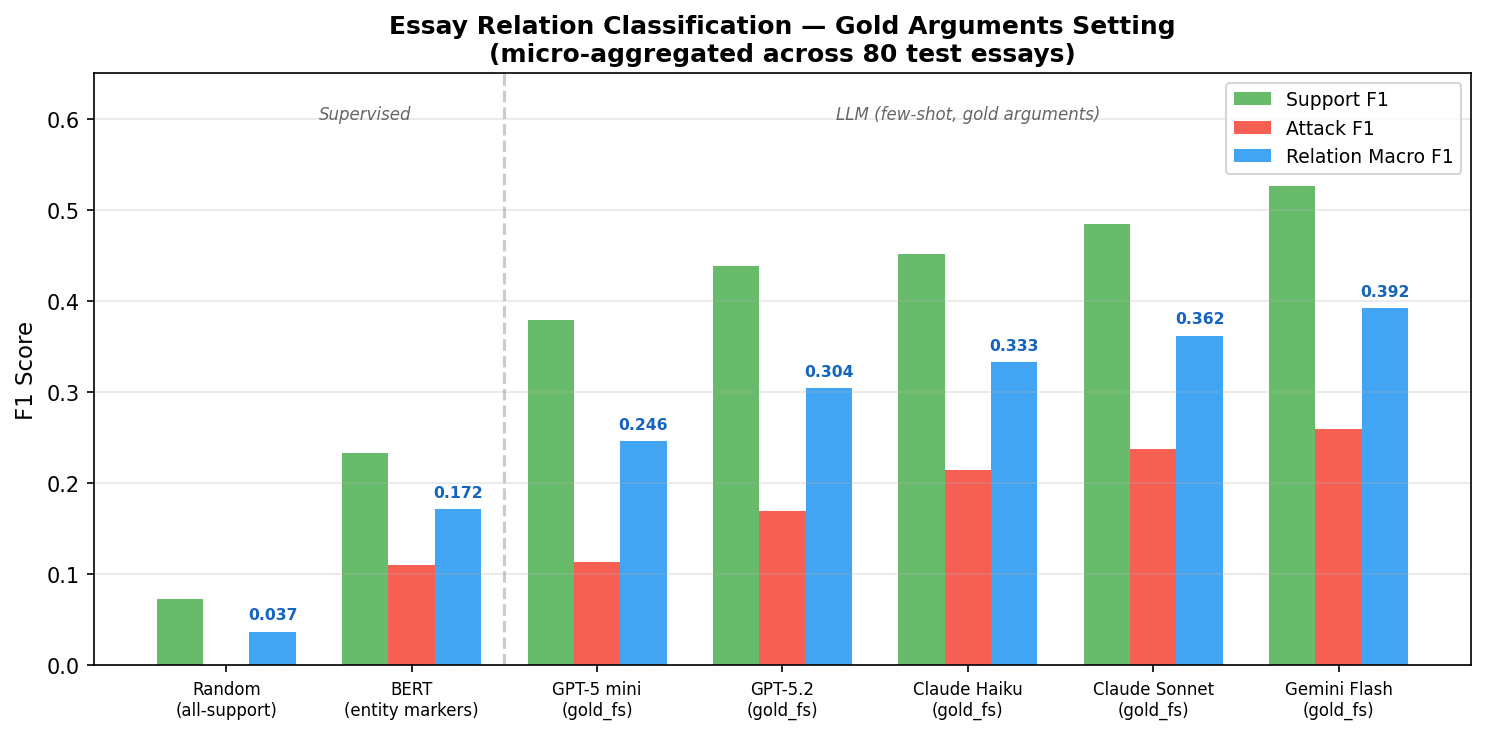 Essay Relation Classification — Gold Arguments Setting
(micro-aggregated across 80 test essays)
Supervised
LLM (few-shot, gold arguments)
Support F1
Attack F1
Relation Macro F1
F1 Score
0.6
0.5
0.4
0.3
0.2
0.1
0.0
0.037
0.172
0.246
0.304
0.333
0.362
0.392
Random
(all-support)
BERT
(entity markers)
GPT-5 mini
(gold_fs)
GPT-5.2
(gold_fs)
Claude Haiku
(gold_fs)
Claude Sonnet
(gold_fs)
Gemini Flash
(gold_fs)